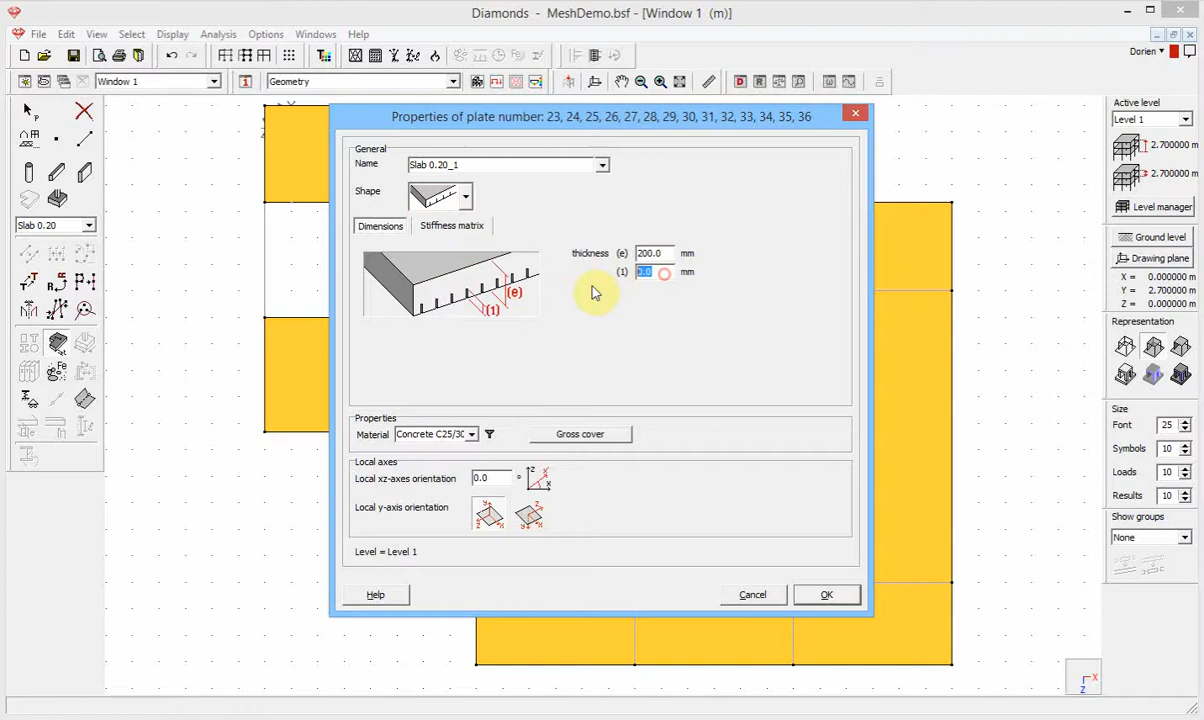 Diamonds - MeshDemo.bsf - [Window 1 (m)]
File Edit View Select Display Analysis Options Windows Help
Window 1
1
Geometry
Dorien
Slab 0.20
Fe
Properties of plate number: 23, 24, 25, 26, 27, 28, 29, 30, 31, 32, 33, 34, 35, 36
General
Name
Slab 0.20_1
Shape
Dimensions
Stiffness matrix
thickness (e) 200.0 mm
(1) 0.0 mm
(e)
(1)
Properties
Material
Concrete C25/30
Gross cover
Local axes
Local xz-axes orientation
0.0 °
Local y-axis orientation
Level = Level 1
Help
Cancel
OK
Active level
Level 1
2.700000 m
2.700000 m
Level manager
Ground level
Drawing plane
X = 0.000000 m
Y = 2.700000 m
Z = 0.000000 m
Representation
Size
Font 25
Symbols 10
Loads 10
Results 10
Show groups
None
X
Z